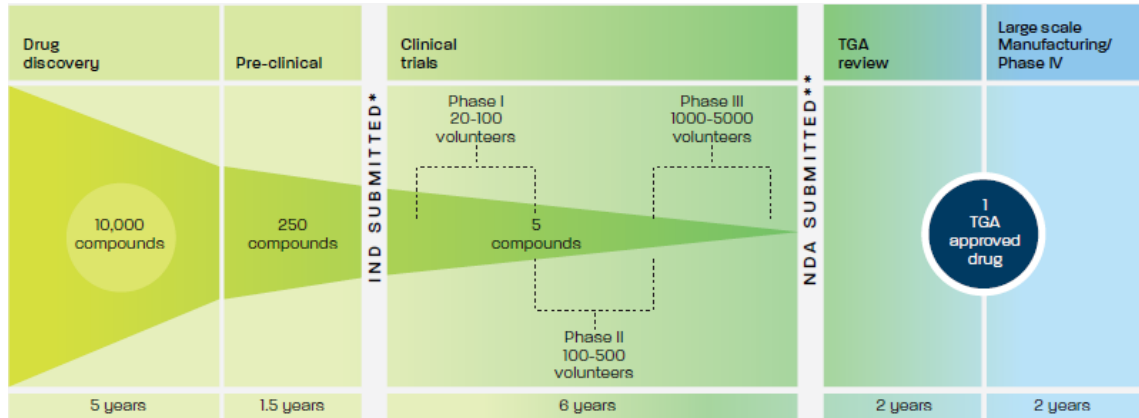 Drug
discovery
Pre-clinical
Clinical
trials
TGA
review
Large scale
Manufacturing/
Phase IV
10,000
compounds
250
compounds
IND SUBMITTED*
Phase I
20-100
volunteers
Phase III
1000-5000
volunteers
5
compounds
Phase II
100-500
volunteers
NDA SUBMITTED**
1
TGA
approved
drug
5 years
1.5 years
6 years
2 years
2 years